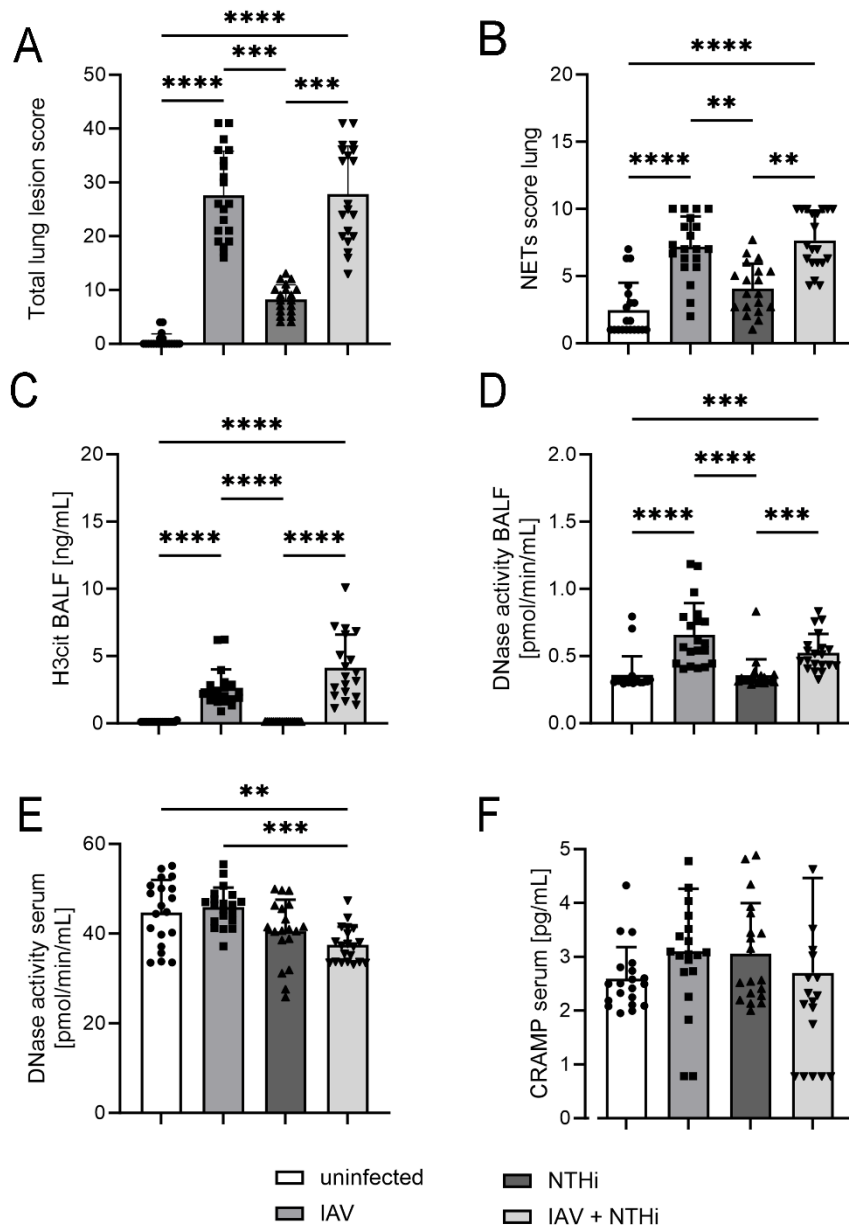 A
Total lung lesion score
50
40
30
20
10
0
****
***
****
***
B
NETs score lung
20
15
10
5
0
****
**
****
**
C
H3cit BALF [ng/mL]
20
15
10
5
0
****
****
****
****
D
DNase activity BALF
[pmol/min/mL]
2.0
1.5
1.0
0.5
0.0
***
****
****
***
E
DNase activity serum
[pmol/min/mL]
60
40
20
0
**
***
F
CRAMP serum [pg/mL]
5
4
3
2
1
0
uninfected
IAV
NTHi
IAV + NTHi